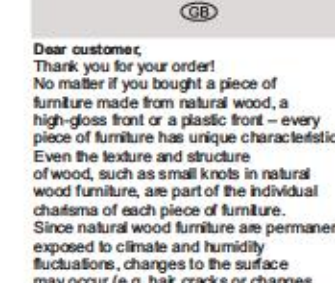 GB
Dear customer,
Thank you for your order!
No matter if you bought a piece of
furniture made from natural wood, a
high-gloss front or a plastic front – every
piece of furniture has unique characteristic
Even the texture and structure
of wood, such as small knots in natural
wood furniture, are part of the individual
charisma of each piece of furniture.
Since natural wood furniture are permanen
exposed to climate and humidity
fluctuations, changes to the surface
may occur (e.g. hair cracks or changes